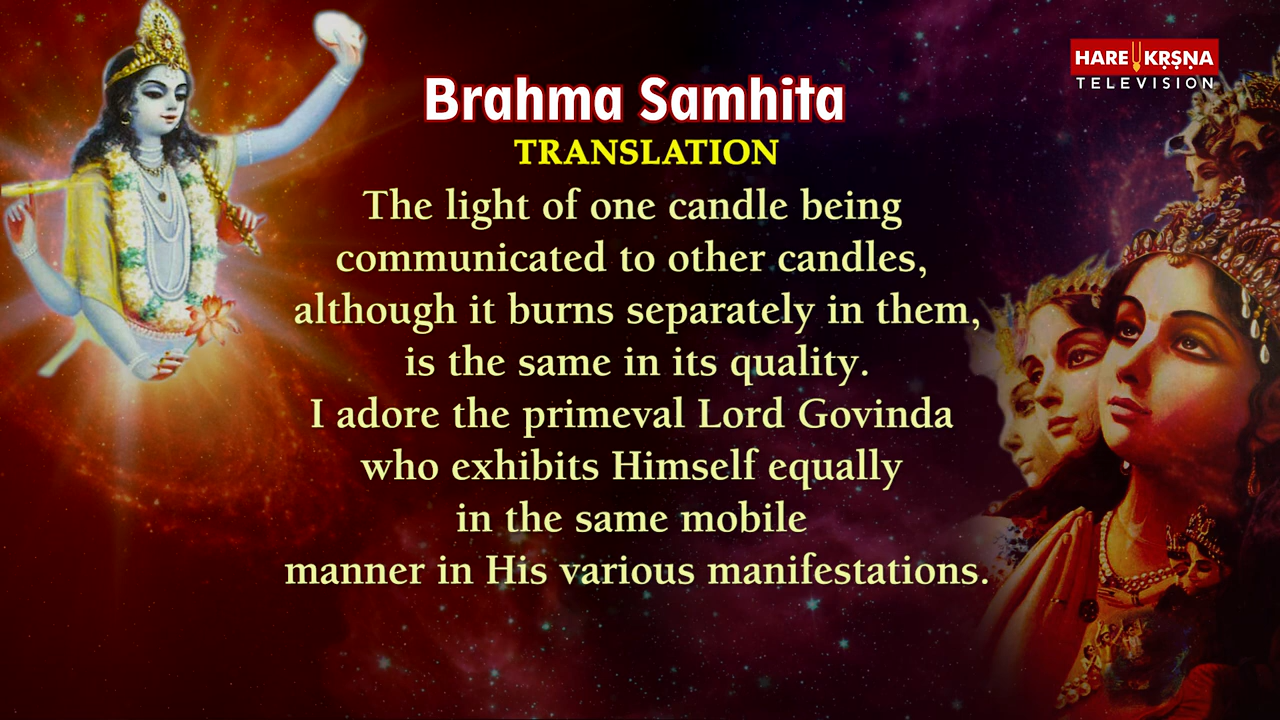 HARE KṚṢṆA
TELEVISION
Brahma Samhita
TRANSLATION
The light of one candle being
communicated to other candles,
although it burns separately in them,
is the same in its quality.
I adore the primeval Lord Govinda
who exhibits Himself equally
in the same mobile
manner in His various manifestations.